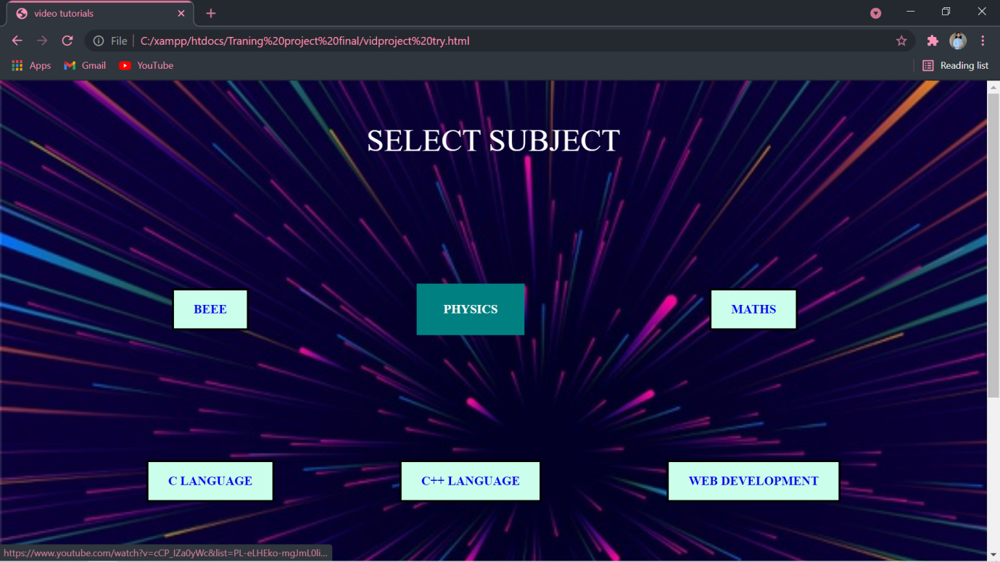 video tutorials
File C:/xampp/htdocs/Traning%20project%20final/vidproject%20try.html
Apps Gmail YouTube Reading list
SELECT SUBJECT
BEEE PHYSICS MATHS
C LANGUAGE C++ LANGUAGE WEB DEVELOPMENT
https://www.youtube.com/watch?v=cCP_IZa0yWc&list=PL-eLHEko-mgJmL0li...